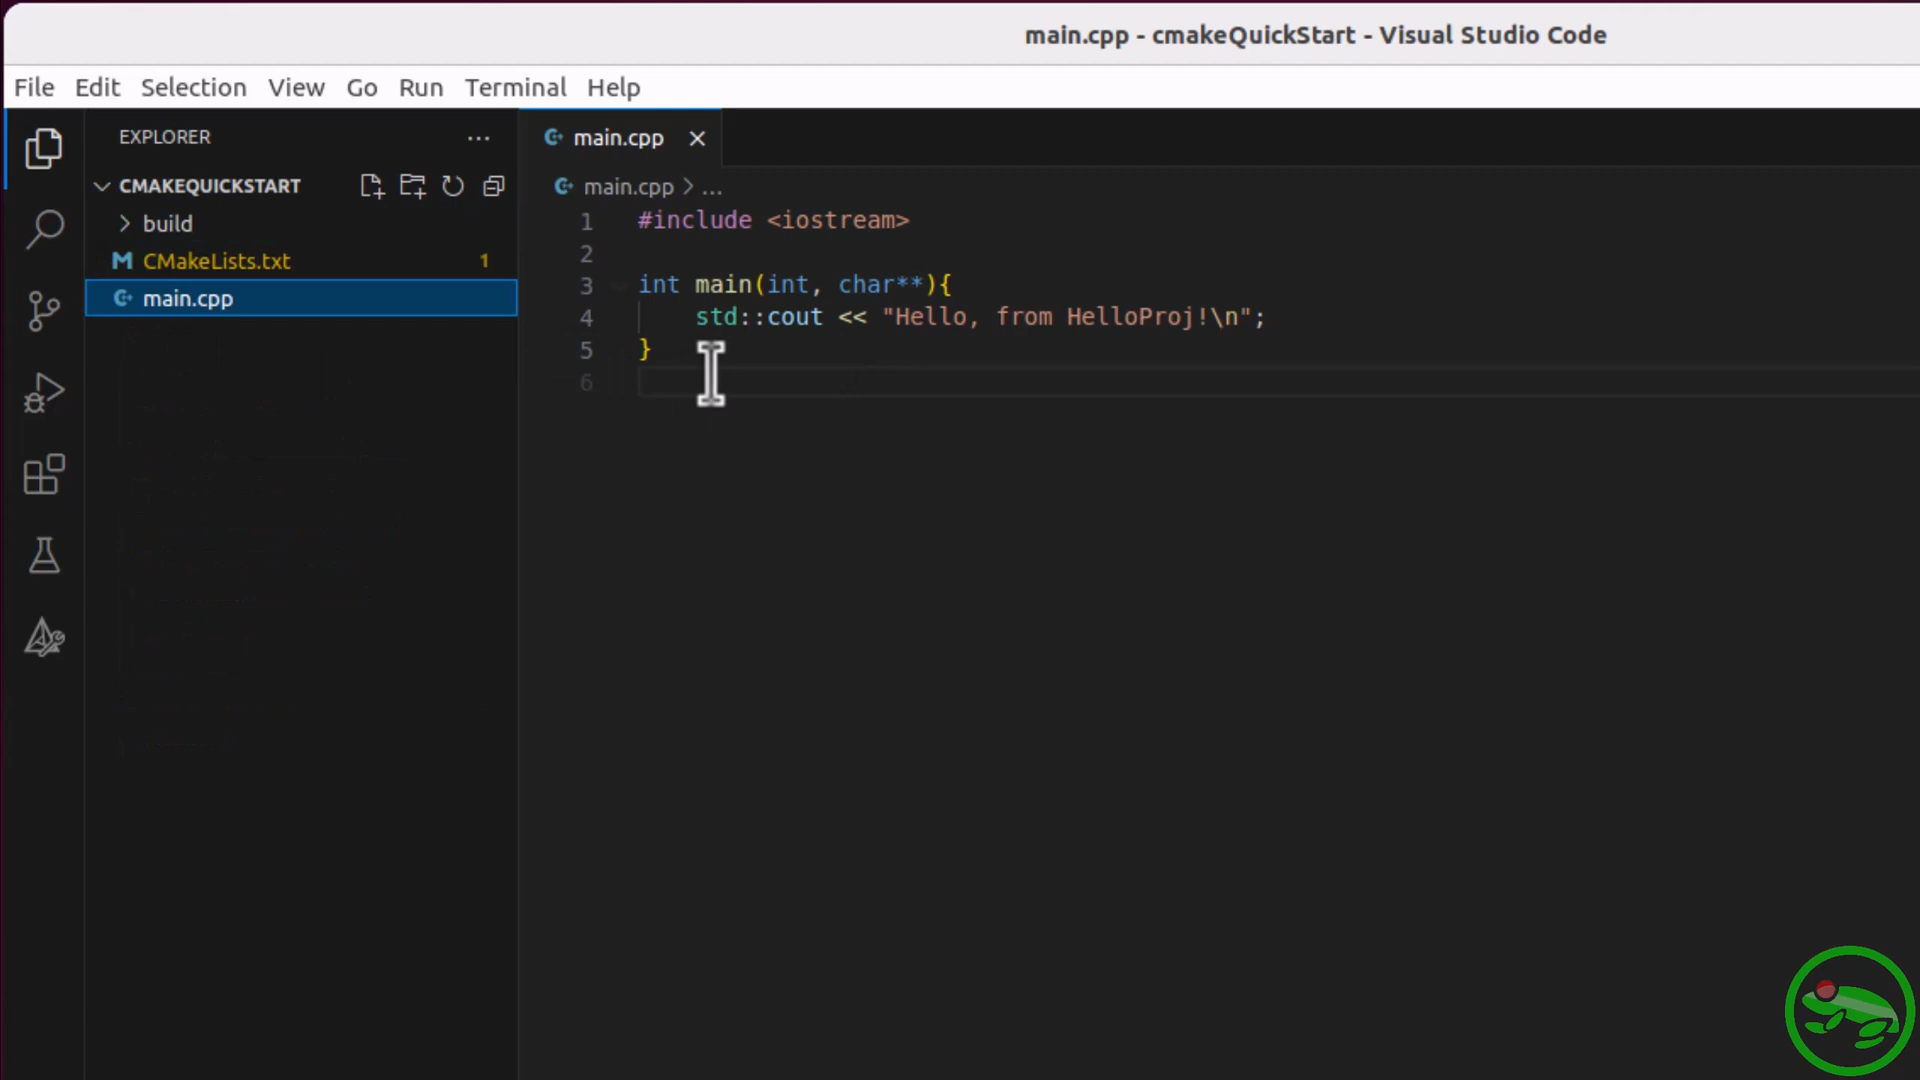 main.cpp - cmakeQuickStart - Visual Studio Code
File Edit Selection View Go Run Terminal Help
EXPLORER
CMAKEQUICKSTART
build
CMakeLists.txt 1
main.cpp
main.cpp
main.cpp > ...
1 #include <iostream>
2
3 int main(int, char**){
4 std::cout << "Hello, from HelloProj!\n";
5 }
6